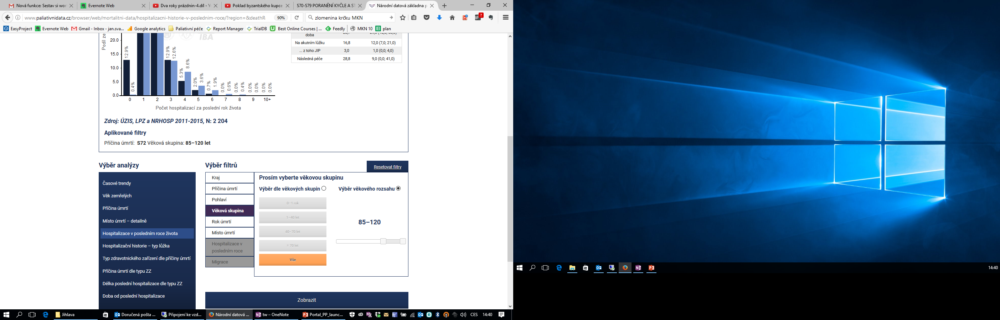 Nová funkce: Sestav si wor
Evernote Web
Dva roky prázdnin-4.díl - Y
Poklad byzantského kupce
S70-S79 PORANĚNÍ KYČLE A ST
Národní datová základna p
www.paliativnidata.cz/browser/web/mortalitni-data/hospitalizacni-historie-v-poslednim-roce/?region=&deathR
90%
zlomenina krčku MKN
?
EasyProject
Evernote Web
Gmail - Inbox - jan.sva...
Google analytics
Paliativní péče
Report Manager
TrialDB
Best Online Courses | ...
Feedly
MKN 10
plan
Podíl ze
IBA
20.0
15.0
10.0
5.0
0.0
12.9%
0.4%
12.9%
12.6%
5.3%
8.6%
2.0%
3.6%
0.7%
1.9%
0.0%
0.6%
0.0%
0.4%
0.0%
0.0%
0.0%
0.0%
0 1 2 3 4 5 6 7 8 9 10+
Počet hospitalizací za poslední rok života
doba
Na akutním lůžku 16,8 12,0 (7,0; 21,0)
... z toho JIP 3,0 1,0 (0,0; 4,0)
Následná péče 28,8 9,0 (0,0; 41,0)
Zdroj: ÚZIS, LPZ a NRHOSP 2011-2015, N: 2 204
Aplikované filtry
Příčina úmrtí: S72 Věková skupina: 85–120 let
Výběr analýzy
Časové trendy
Věk zemřelých
Příčina úmrtí
Místo úmrtí – detailně
Hospitalizace v posledním roce života
Hospitalizační historie – typ lůžka
Typ zdravotnického zařízení dle příčiny úmrtí
Příčina úmrtí dle typu ZZ
Délka poslední hospitalizace dle typu ZZ
Doba od poslední hospitalizace
Výběr filtrů
Resetovat filtry
Kraj
Příčina úmrtí
Pohlaví
Věková skupina
Rok úmrtí
Místo úmrtí
Hospitalizace v
posledním roce
Migrace
Prosím vyberte věkovou skupinu
Výběr dle věkových skupin
Výběr věkového rozsahu
0–1 rok
1–40 let
40–70 let
≥ 70 let
Vše
85–120
Zobrazit
Jihlava
Doručená pošta ...
Připojení ke vzd...
Národní datová ...
tw – OneNote
Portal_PP_launc...
CES
14:40
14:40